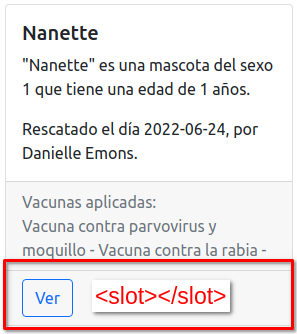 Nanette
"Nanette" es una mascota del sexo
1 que tiene una edad de 1 años.
Rescatado el día 2022-06-24, por
Danielle Emons.
Vacunas aplicadas:
Vacuna contra parvovirus y
moquillo - Vacuna contra la rabia -
Ver
<slot></slot>